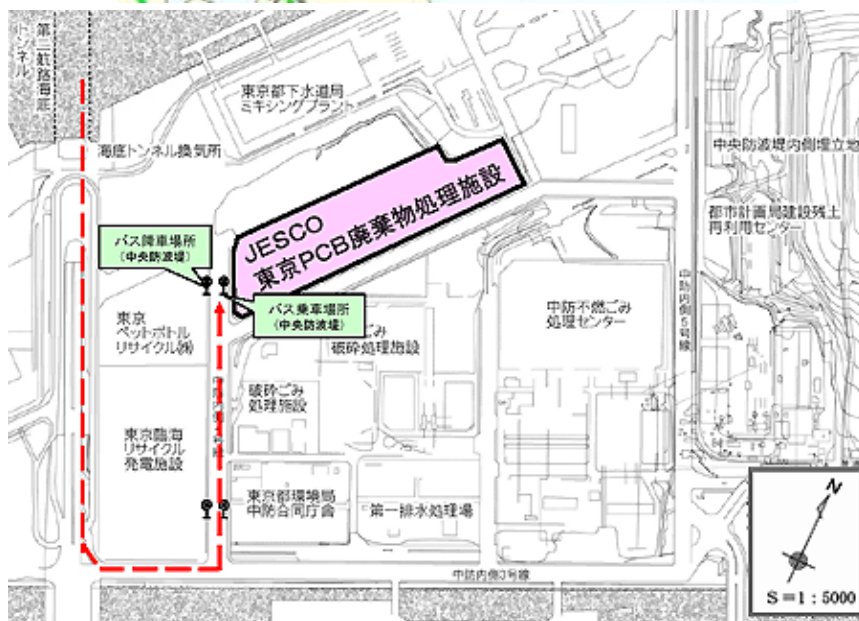 第二航路海底
トンネル
東京都下水道局
ミキシングプラント
海底トンネル換気所
中央防波堤内側埋立地
JESCO
東京PCB廃棄物処理施設
都市計画局建設残土
再利用センター
バス降車場所
（中央防波堤）
バス乗車場所
（中央防波堤）
東京
ペットボトル
リサイクル㈱
ごみ
破砕処理施設
中防不燃ごみ
処理センター
中防内側5号線
破砕ごみ
処理施設
東京臨海
リサイクル
発電施設
東京都環境局
中防合同庁舎
第一排水処理場
中防内側3号線
N
S＝1：5000